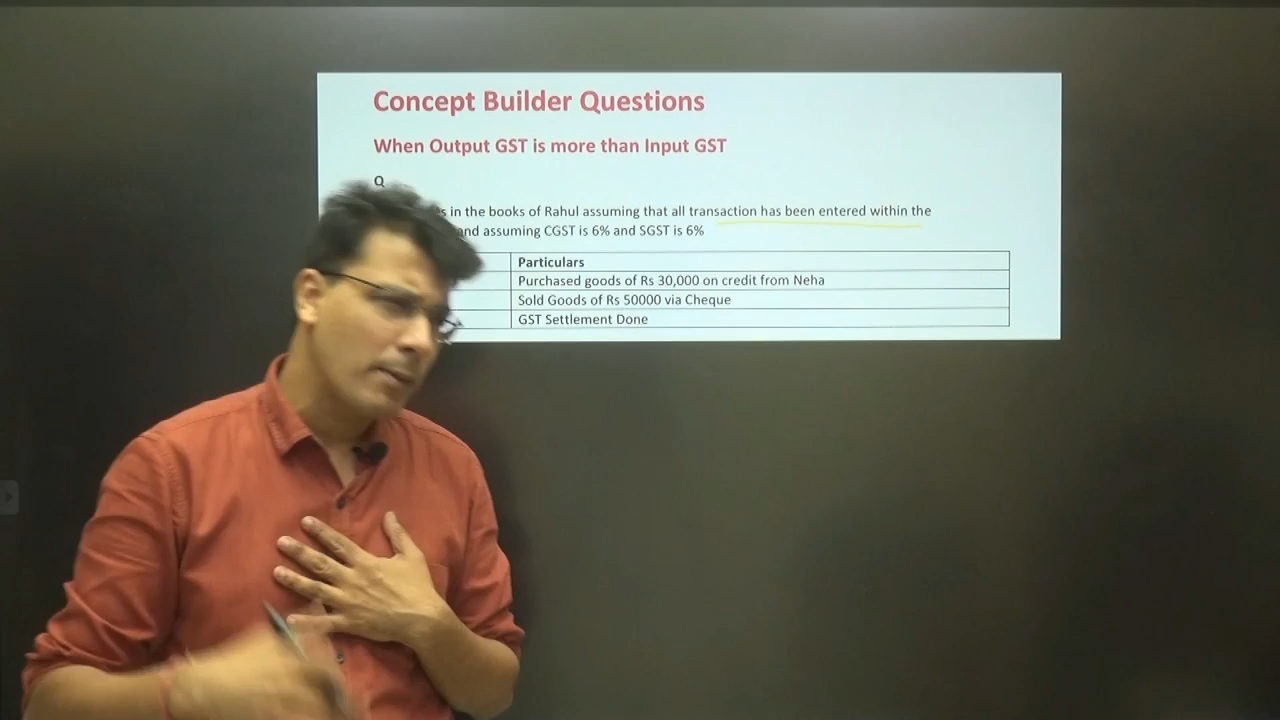 Concept Builder Questions
When Output GST is more than Input GST
Q
in the books of Rahul assuming that all transaction has been entered within the
and assuming CGST is 6% and SGST is 6%
Particulars
Purchased goods of Rs 30,000 on credit from Neha
Sold Goods of Rs 50000 via Cheque
GST Settlement Done